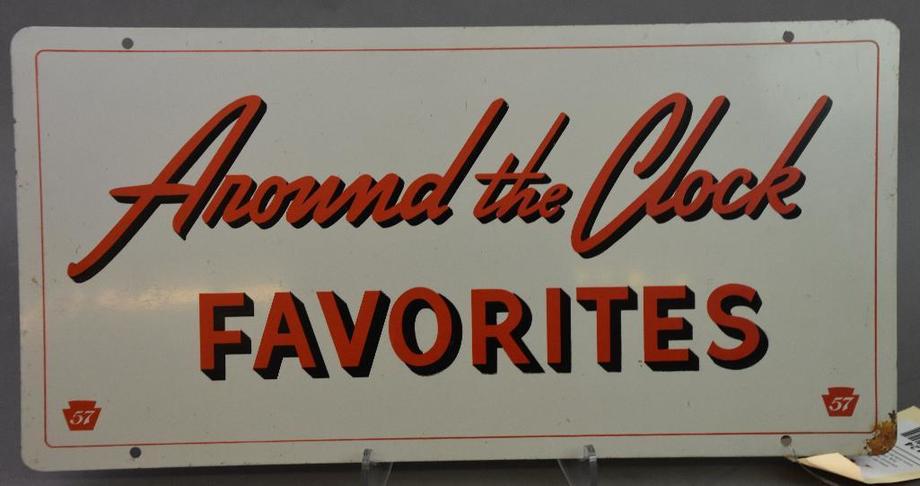 Around the Clock
FAVORITES
57 57